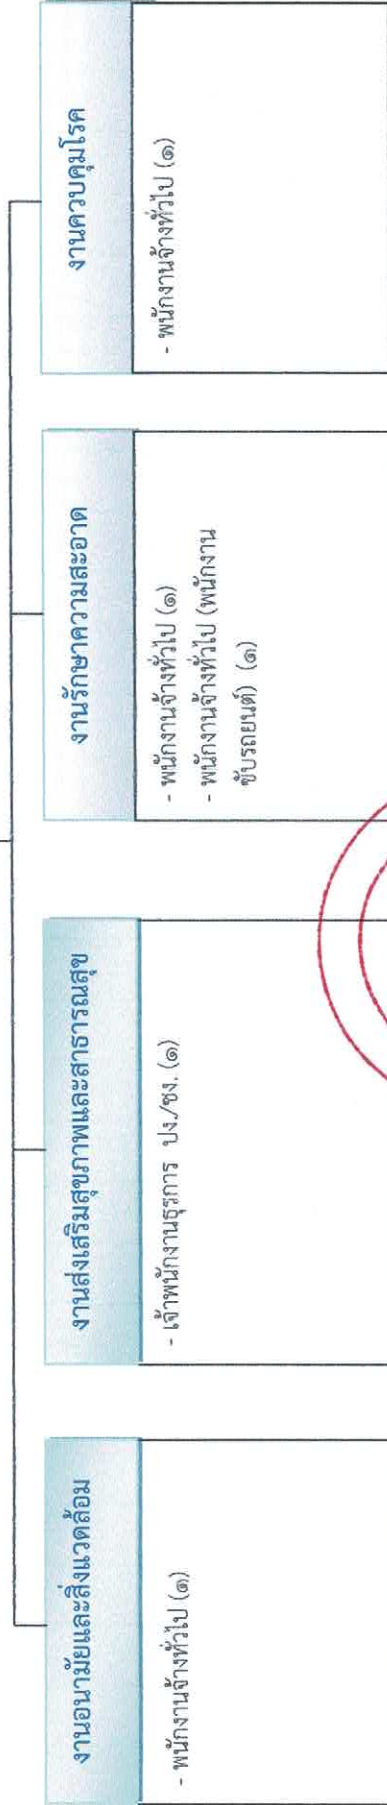 งานอนามัยและสิ่งแวดล้อม
- พนักงานจ้างทั่วไป (๑)
งานส่งเสริมสุขภาพและสาธารณสุข
- เจ้าพนักงานธุรการ ปง./ชง. (๑)
งานรักษาความสะอาด
- พนักงานจ้างทั่วไป (๑)
- พนักงานจ้างทั่วไป (พนักงาน
ขับรถยนต์) (๑)
งานควบคุมโรค
- พนักงานจ้างทั่วไป (๑)